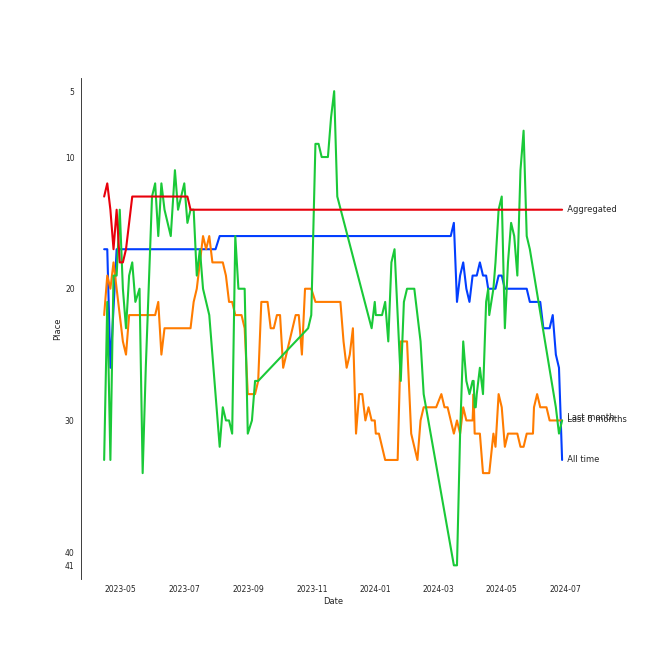 5
10
20
30
40
41
Place
2023-05
2023-07
2023-09
2023-11
2024-01
2024-03
2024-05
2024-07
Date
Aggregated
Last month
Last 6 months
All time